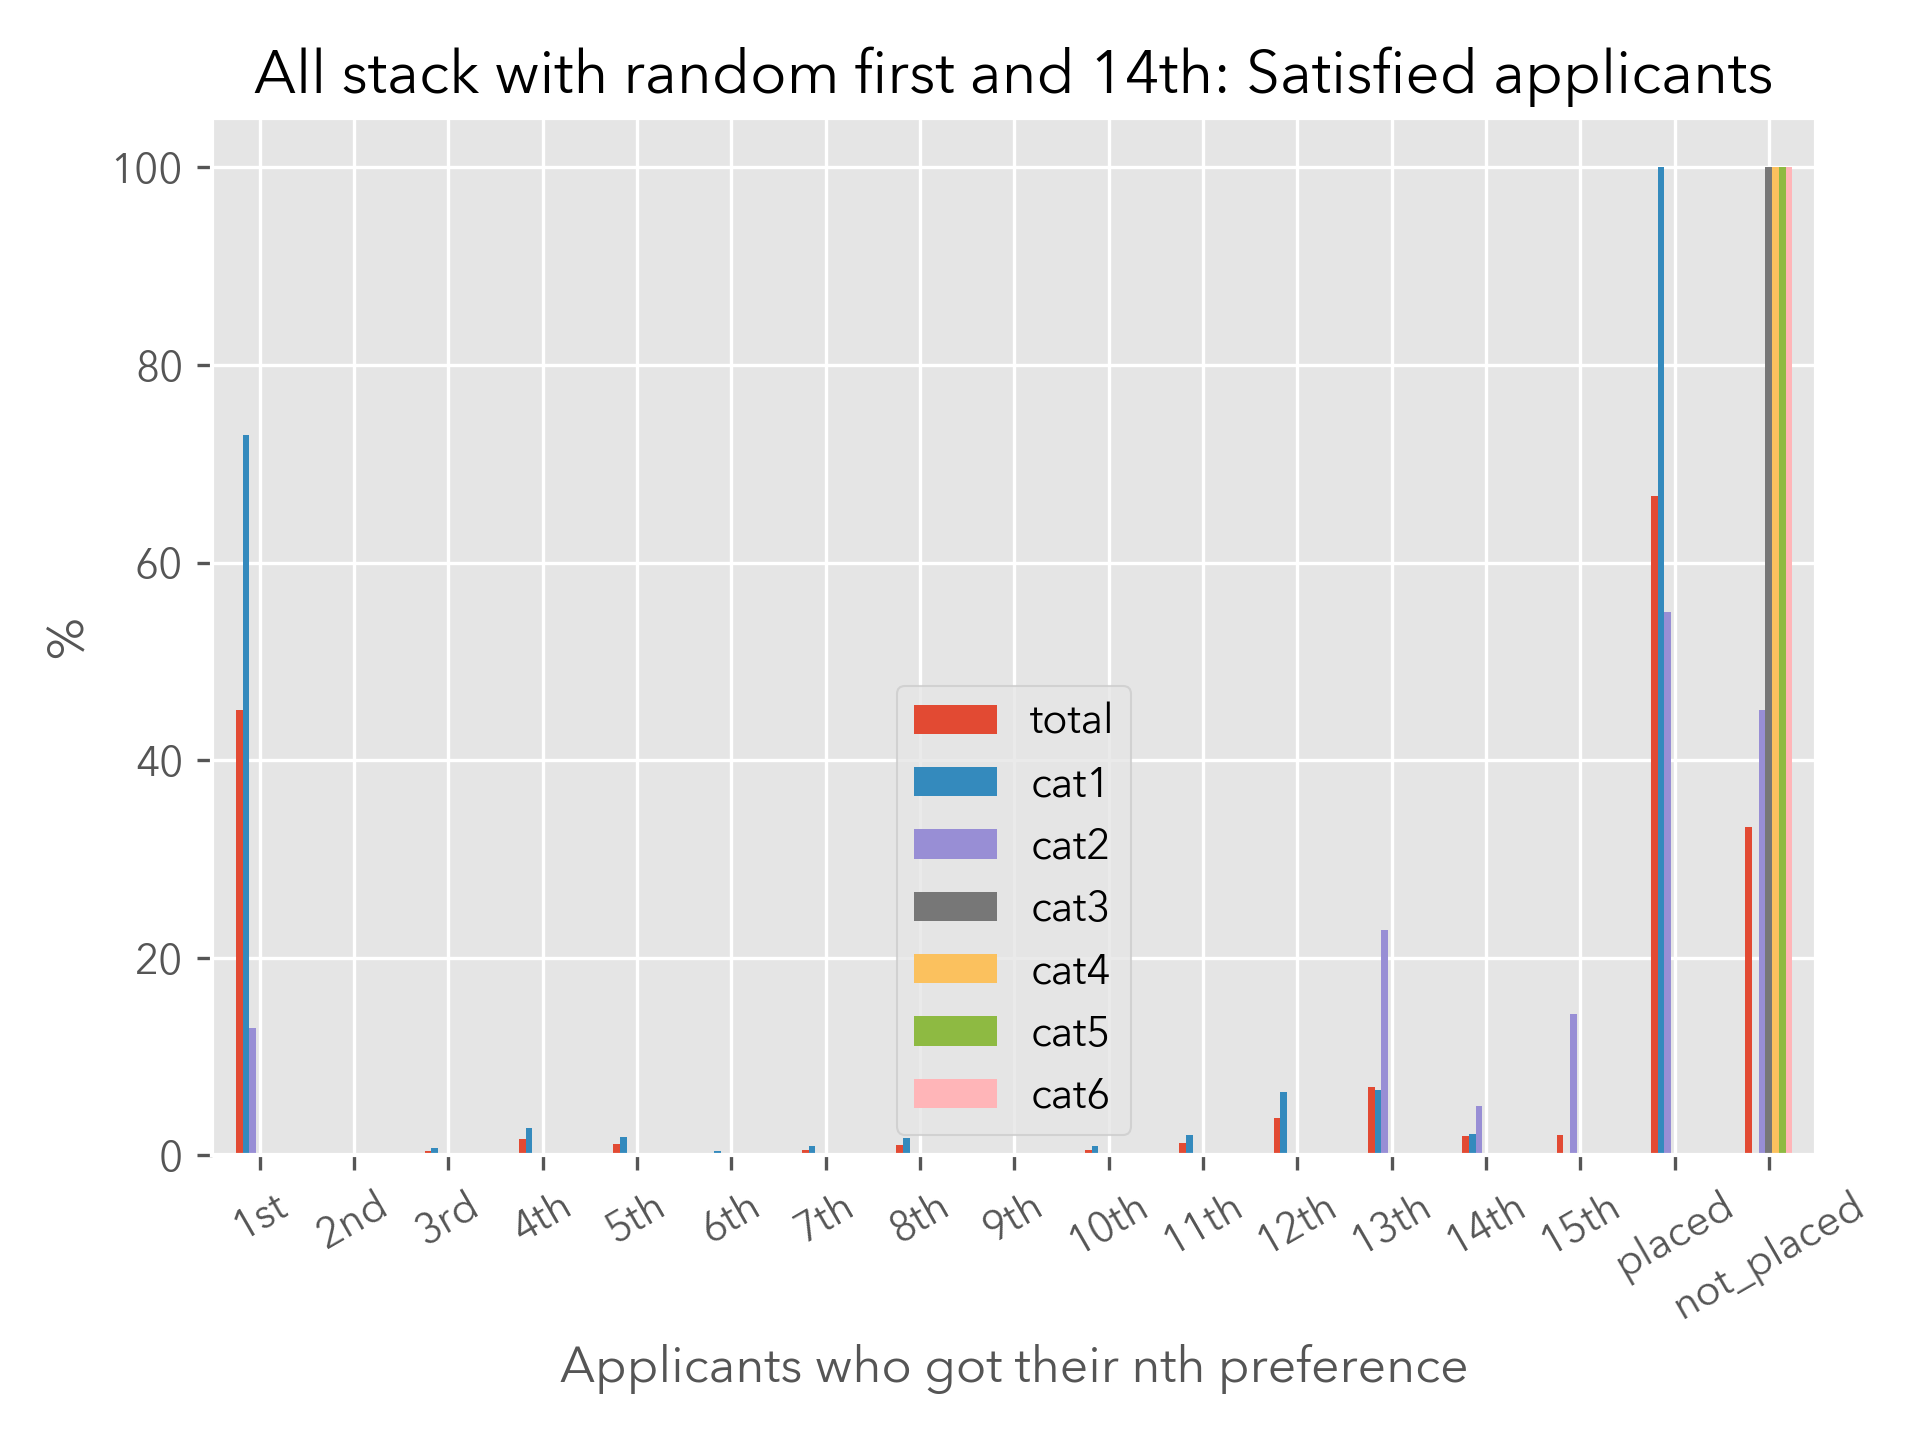 All stack with random first and 14th: Satisfied applicants
100
80
60
40
20
0
%
total
cat1
cat2
cat3
cat4
cat5
cat6
1st
2nd
3rd
4th
5th
6th
7th
8th
9th
10th
11th
12th
13th
14th
15th
placed
not_placed
Applicants who got their nth preference